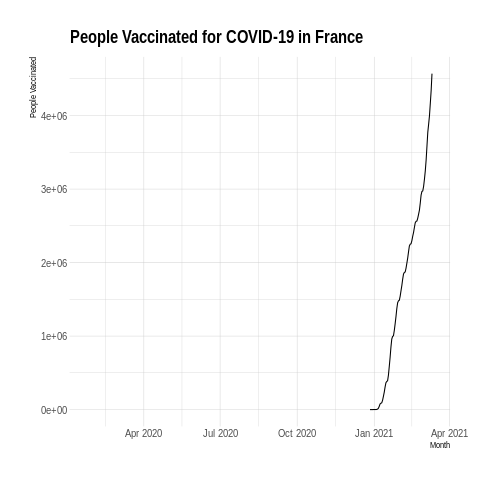 People Vaccinated for COVID-19 in France
People Vaccinated
4e+06
3e+06
2e+06
1e+06
0e+00
Apr 2020
Jul 2020
Oct 2020
Jan 2021
Apr 2021
Month